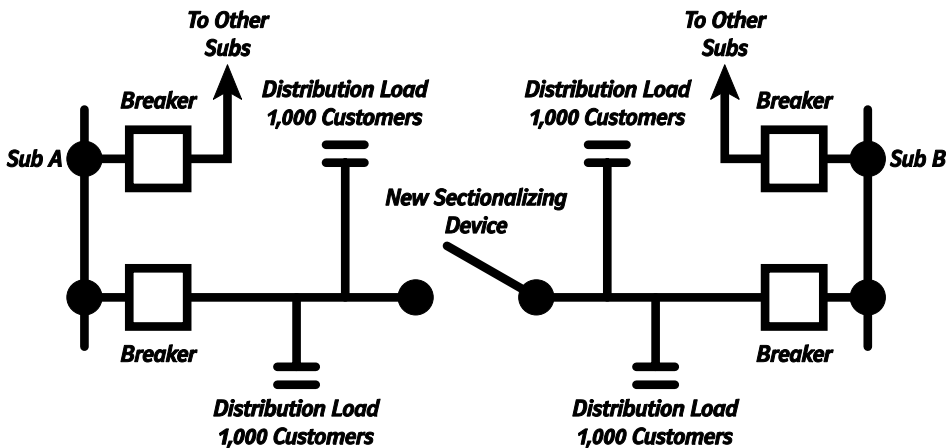 To Other
Subs
To Other
Subs
Breaker
Distribution Load
1,000 Customers
Distribution Load
1,000 Customers
Breaker
Sub A
Sub B
New Sectionalizing
Device
Breaker
Breaker
Distribution Load
1,000 Customers
Distribution Load
1,000 Customers